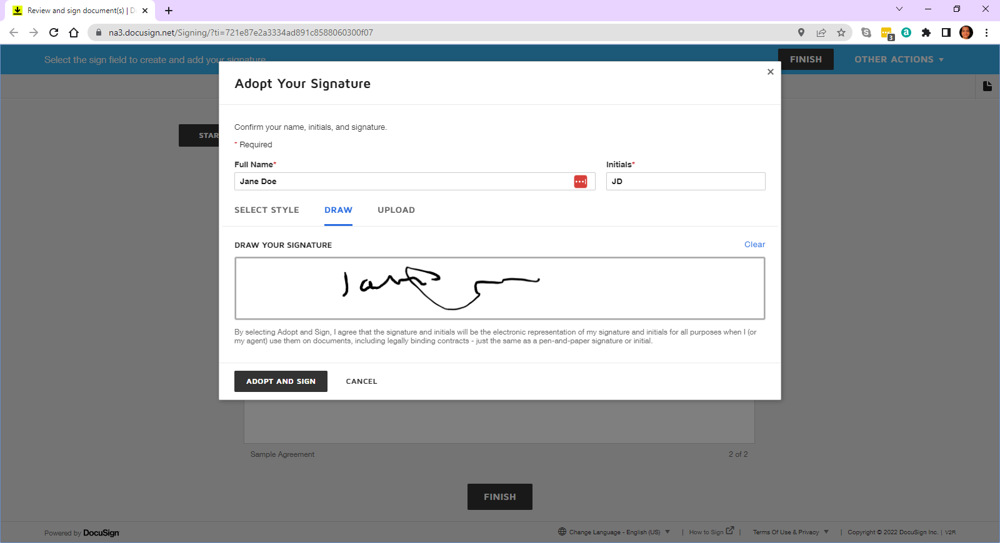 Review and sign document(s) | D
na3.docusign.net/Signing/?ti=721e87e2a3334ad891c8588060300f07
3
a
Select the sign field to create and add your signature
FINISH
OTHER ACTIONS
STAR
Adopt Your Signature
Confirm your name, initials, and signature.
* Required
Full Name*
Initials*
Jane Doe
JD
SELECT STYLE
DRAW
UPLOAD
DRAW YOUR SIGNATURE
Clear
By selecting Adopt and Sign, I agree that the signature and initials will be the electronic representation of my signature and initials for all purposes when I (or
my agent) use them on documents, including legally binding contracts - just the same as a pen-and-paper signature or initial.
ADOPT AND SIGN
CANCEL
Sample Agreement
2 of 2
FINISH
Powered by DocuSign
Change Language - English (US)
| How to Sign |
Terms Of Use & Privacy
| Copyright © 2022 DocuSign Inc. | V2R